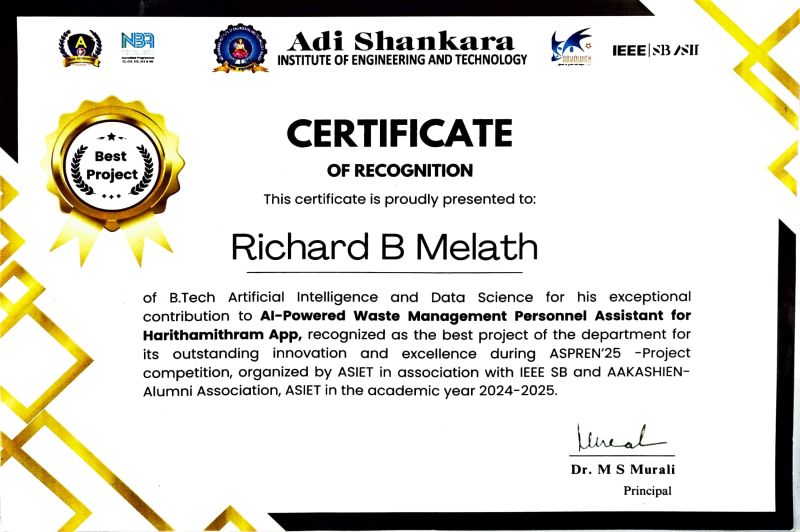 NBA
Adi Shankara
INSTITUTE OF ENGINEERING AND TECHNOLOGY
IEEE | SB ASIET
Best
Project
CERTIFICATE
OF RECOGNITION
This certificate is proudly presented to:
Richard B Melath
of B.Tech Artificial Intelligence and Data Science for his exceptional
contribution to AI-Powered Waste Management Personnel Assistant for
Harithamithram App, recognized as the best project of the department for
its outstanding innovation and excellence during ASPREN'25 -Project
competition, organized by ASIET in association with IEEE SB and AAKASHIEN-
Alumni Association, ASIET in the academic year 2024-2025.
Dr. M S Murali
Principal